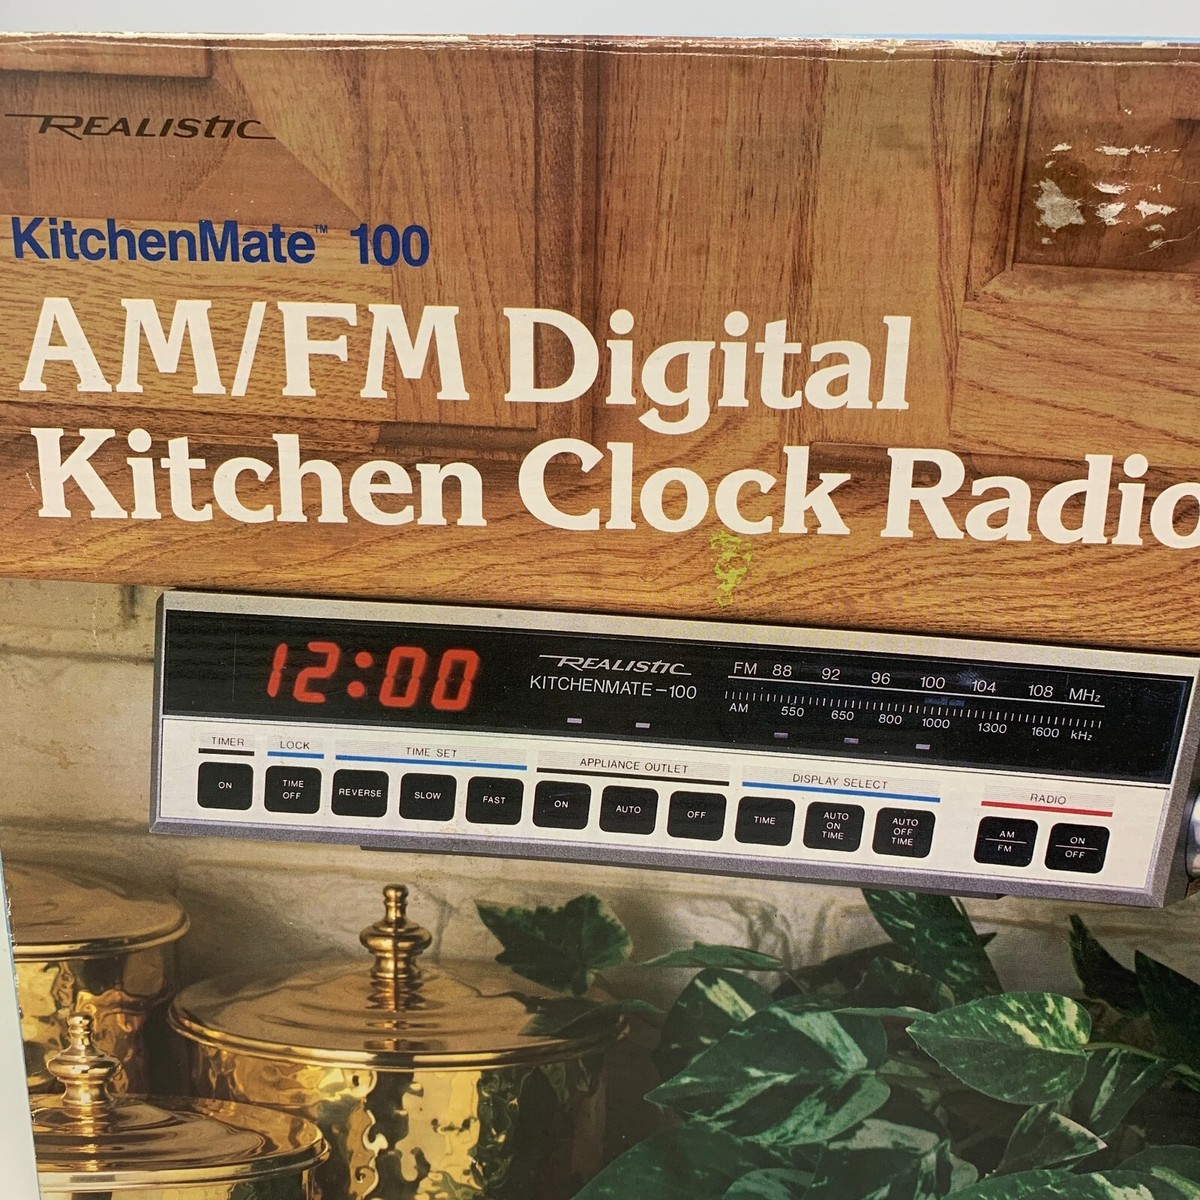 REALISTIC
KitchenMate™ 100
AM/FM Digital
Kitchen Clock Radio
12:00
REALISTIC
KITCHENMATE-100
FM 88 92 96 100 104 108 MHz
AM 550 650 800 1000 1300 1600 kHz
TIMER LOCK TIME SET APPLIANCE OUTLET DISPLAY SELECT RADIO
ON
TIME
OFF
REVERSE
SLOW
FAST
ON
AUTO
OFF
TIME
AUTO
ON
TIME
AUTO
OFF
TIME
AM
FM
ON
OFF